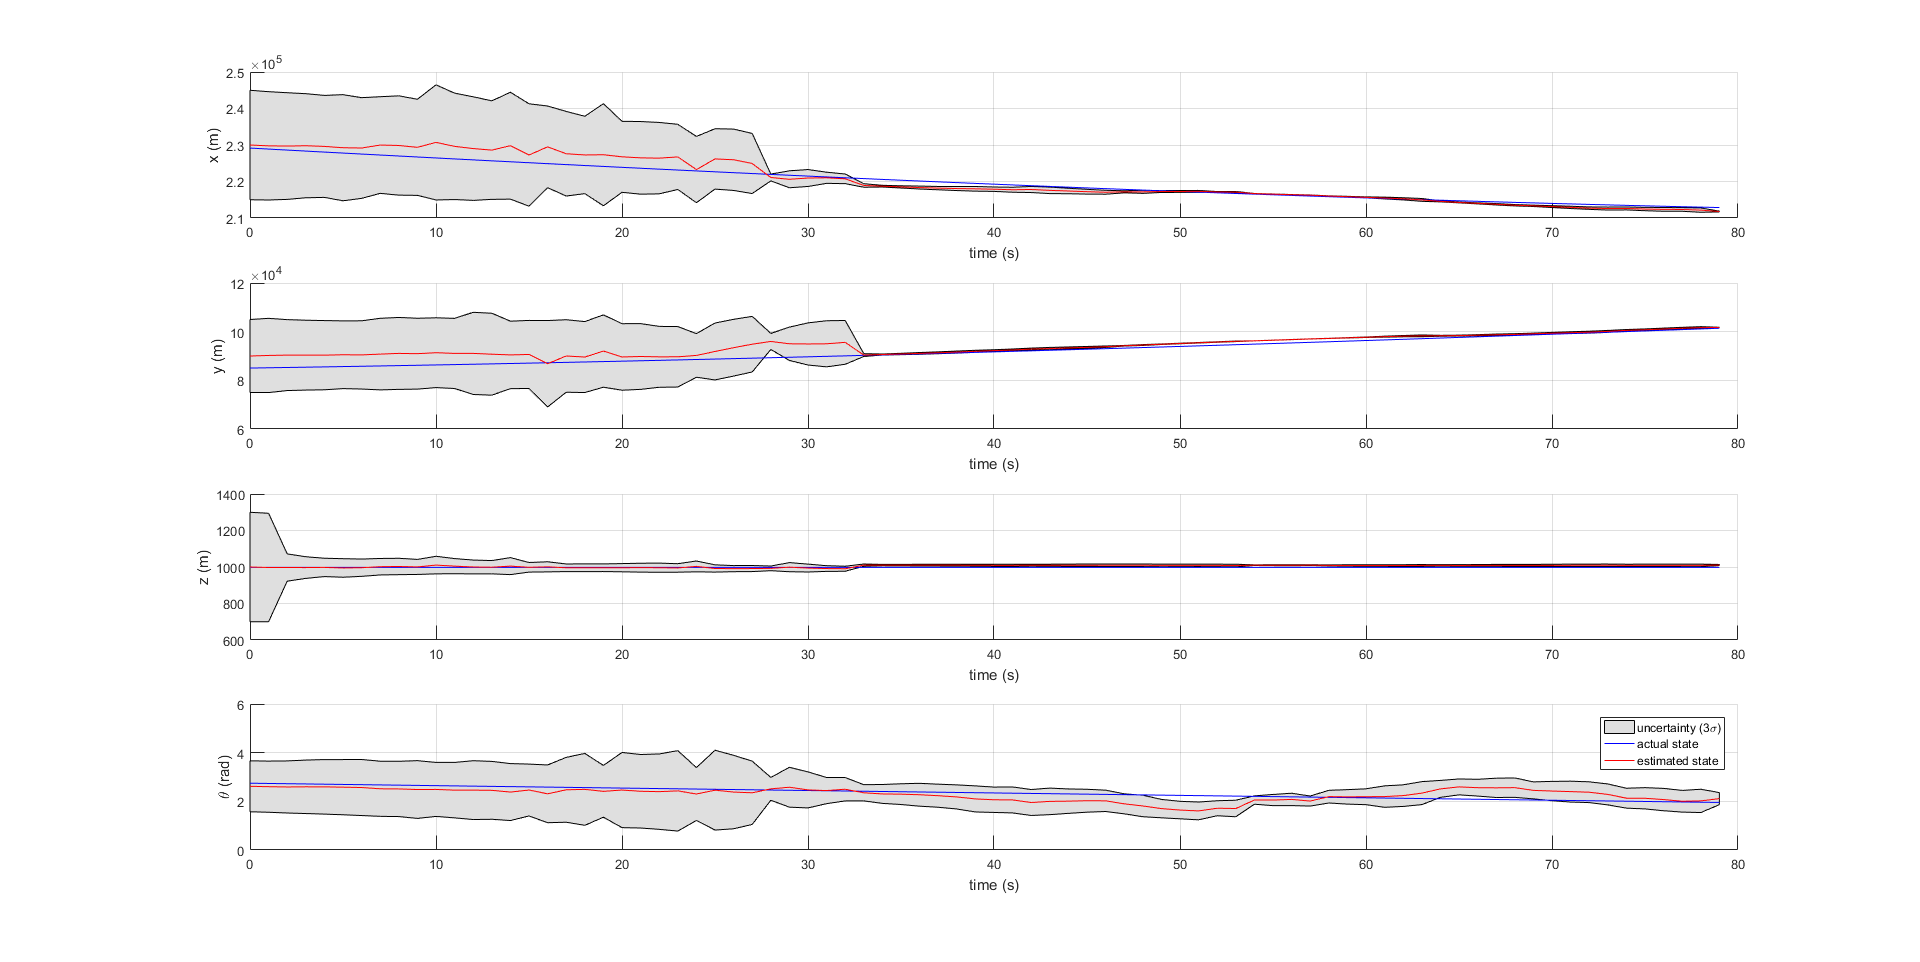 ×10^5
2.5
2.4
2.3
2.2
2.1
x (m)
0 10 20 30 40 50 60 70 80
time (s)
×10^4
12
10
8
6
y (m)
0 10 20 30 40 50 60 70 80
time (s)
1400
1200
1000
800
600
z (m)
0 10 20 30 40 50 60 70 80
time (s)
6
4
2
0
θ (rad)
uncertainty (3σ)
actual state
estimated state
0 10 20 30 40 50 60 70 80
time (s)